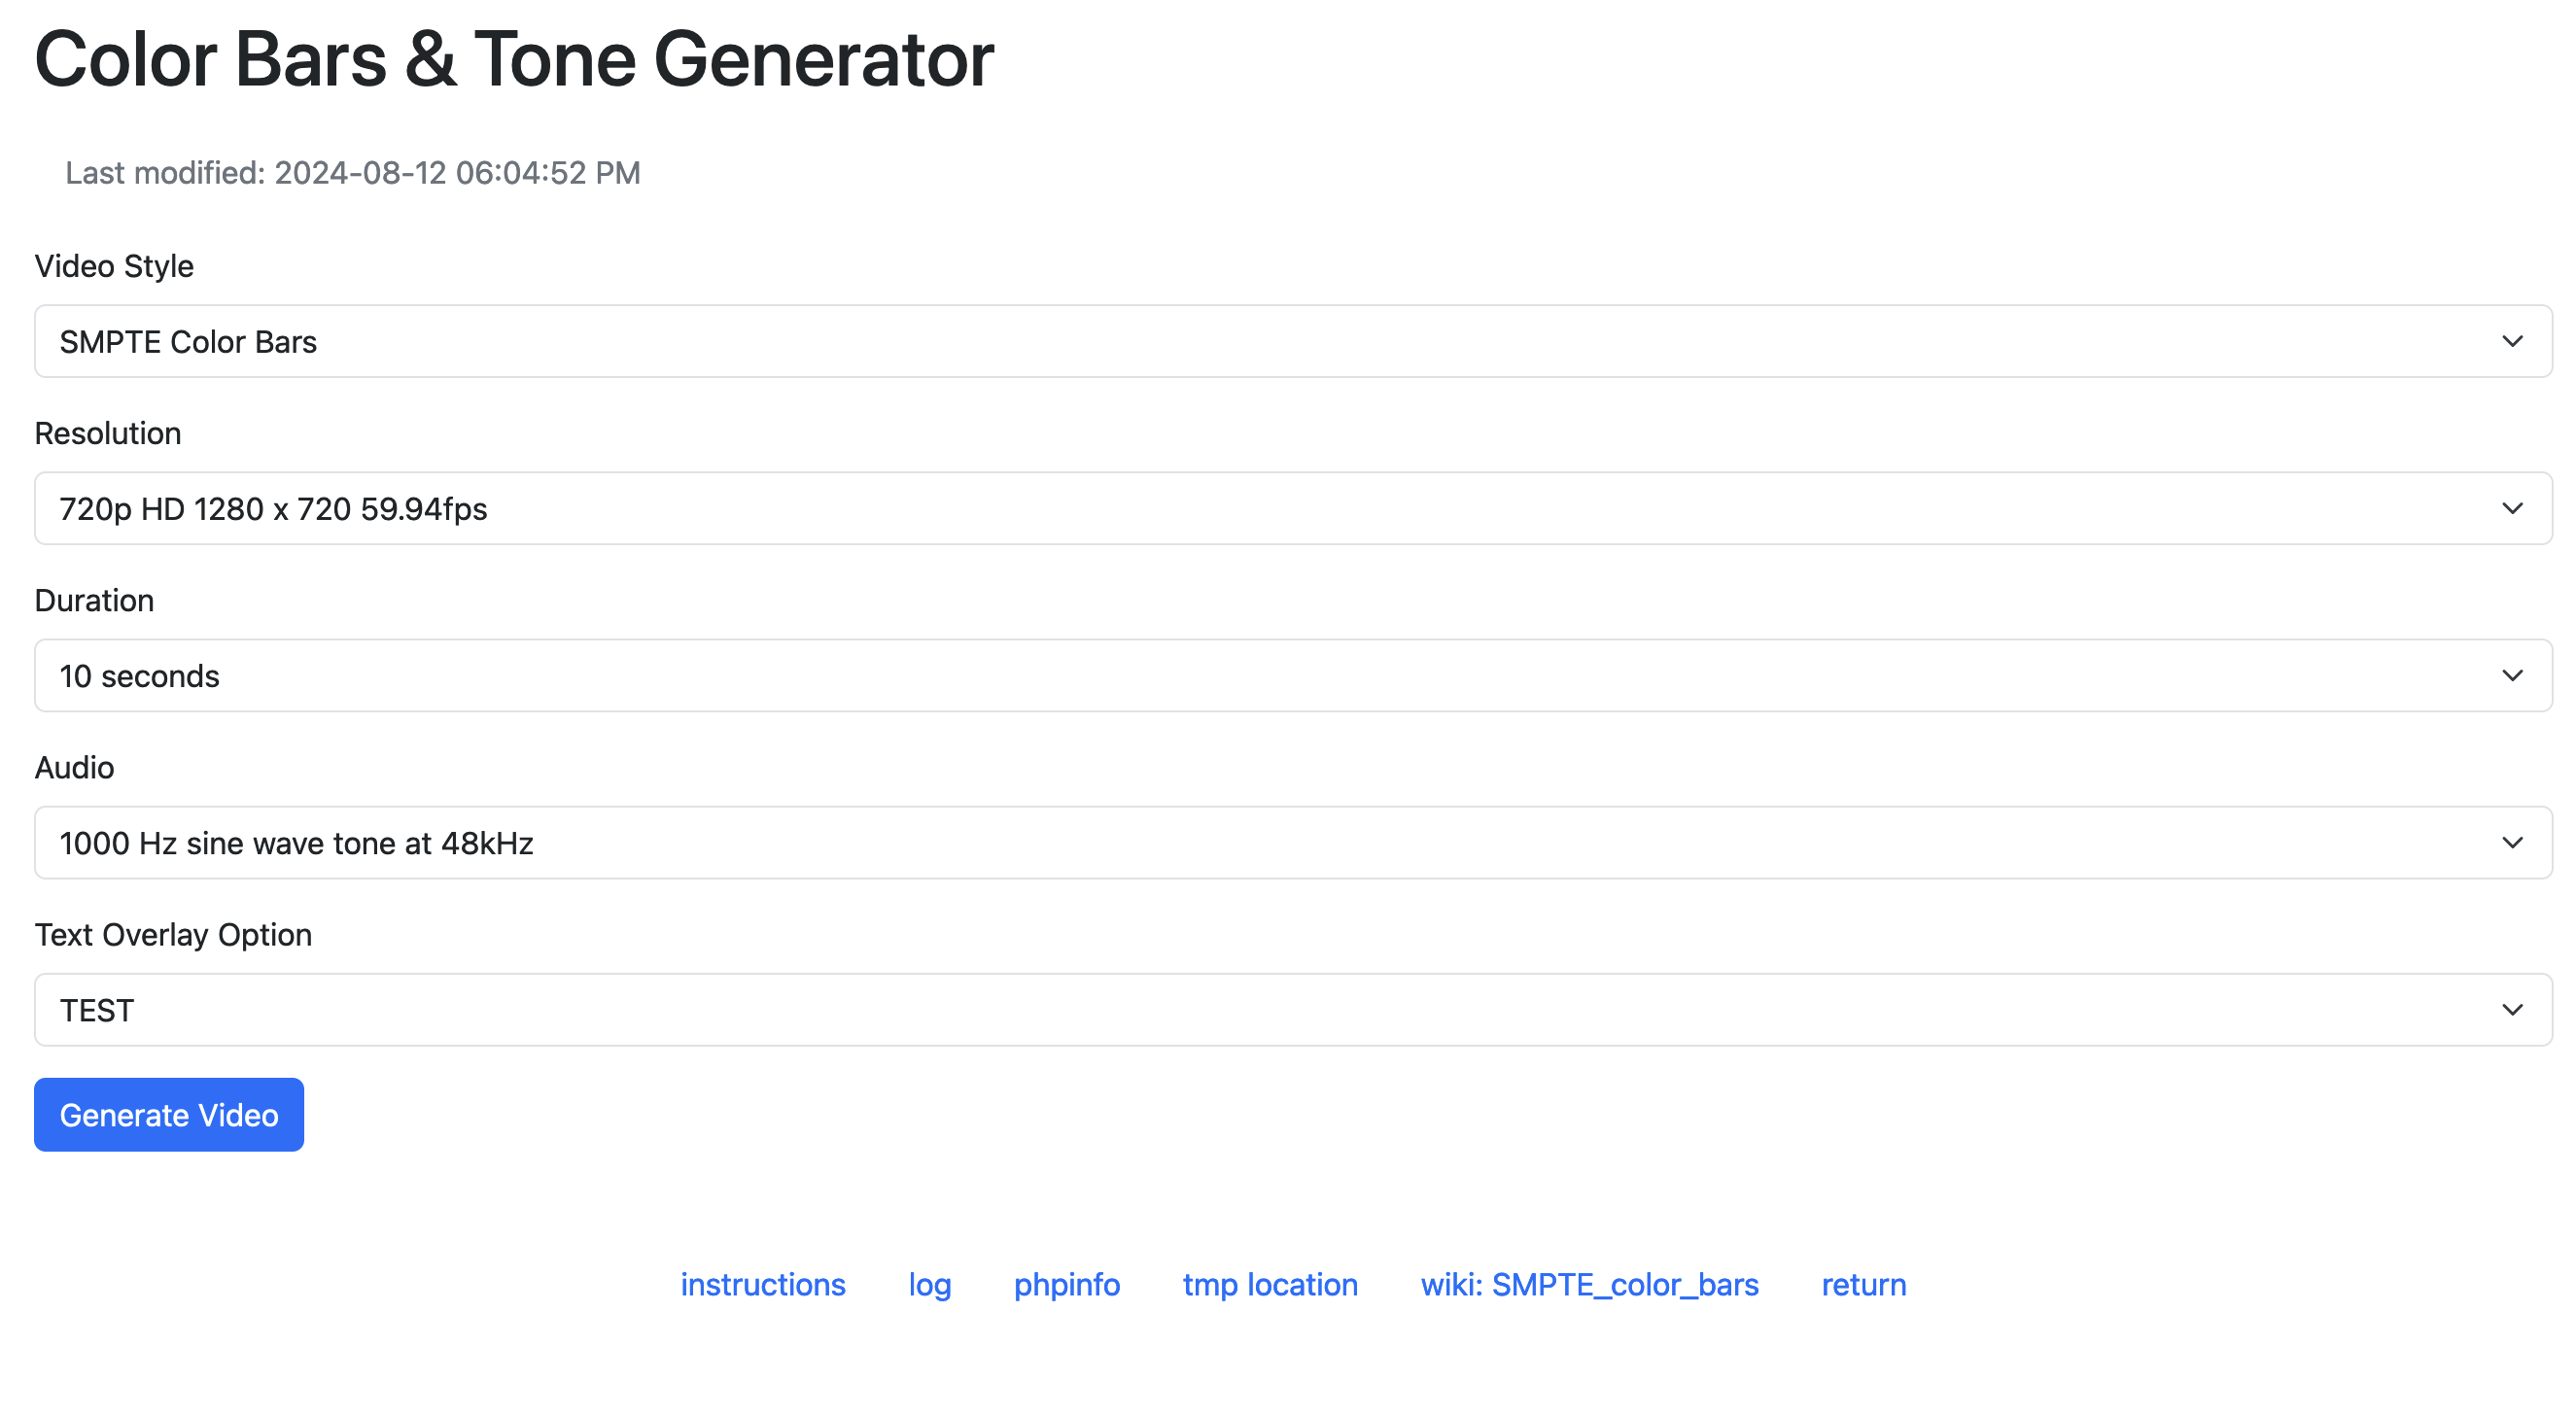 Color Bars & Tone Generator
Last modified: 2024-08-12 06:04:52 PM
Video Style
SMPTE Color Bars
Resolution
720p HD 1280 x 720 59.94fps
Duration
10 seconds
Audio
1000 Hz sine wave tone at 48kHz
Text Overlay Option
TEST
Generate Video
instructions log phpinfo tmp location wiki: SMPTE_color_bars return